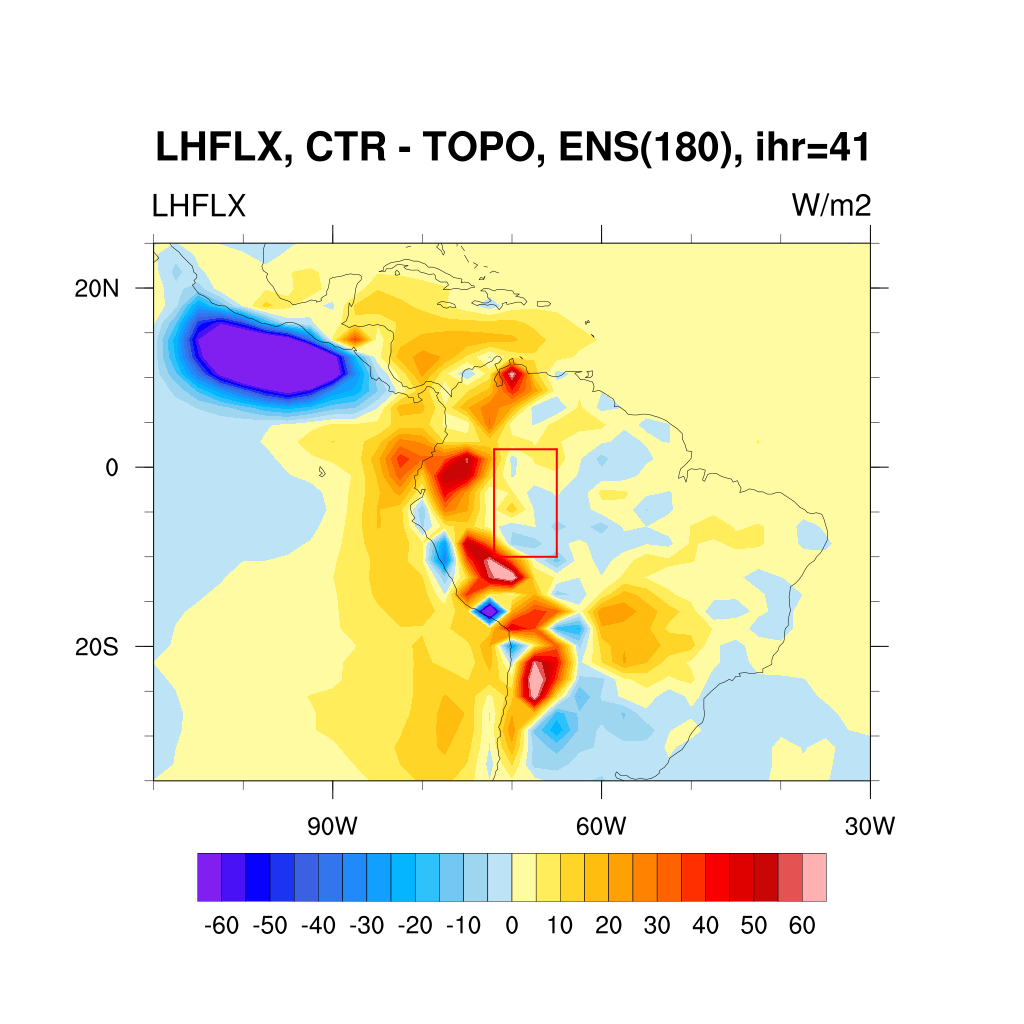 LHFLX, CTR - TOPO, ENS(180), ihr=41
LHFLX W/m2
20N
0
20S
90W 60W 30W
-60 -50 -40 -30 -20 -10 0 10 20 30 40 50 60